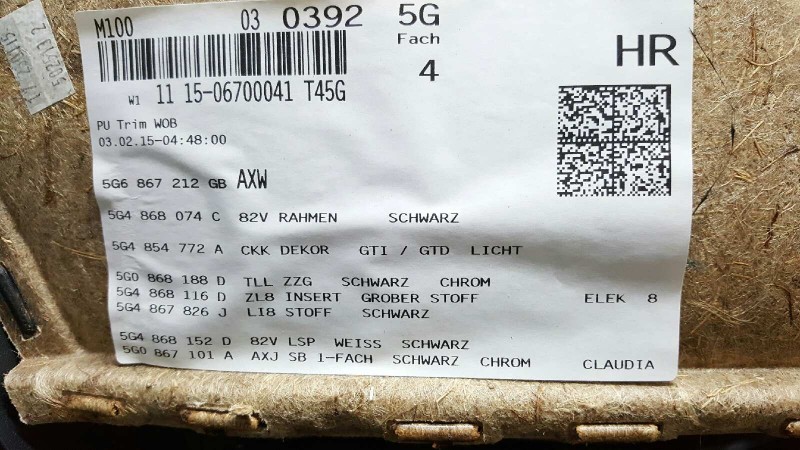 M100 03 0392 5G
Fach
4
HR
W1 11 15-06700041 T45G
PU Trim WOB
03.02.15-04:48:00
5G6 867 212 GB AXW
5G4 868 074 C 82V RAHMEN SCHWARZ
5G4 854 772 A CKK DEKOR GTI / GTD LICHT
5G0 868 188 D TLL ZZG SCHWARZ CHROM
5G4 868 116 D ZL8 INSERT GROBER STOFF ELEK 8
5G4 867 826 J LI8 STOFF SCHWARZ
5G4 868 152 D 82V LSP WEISS SCHWARZ
5G0 867 101 A AXJ SB 1-FACH SCHWARZ CHROM CLAUDIA